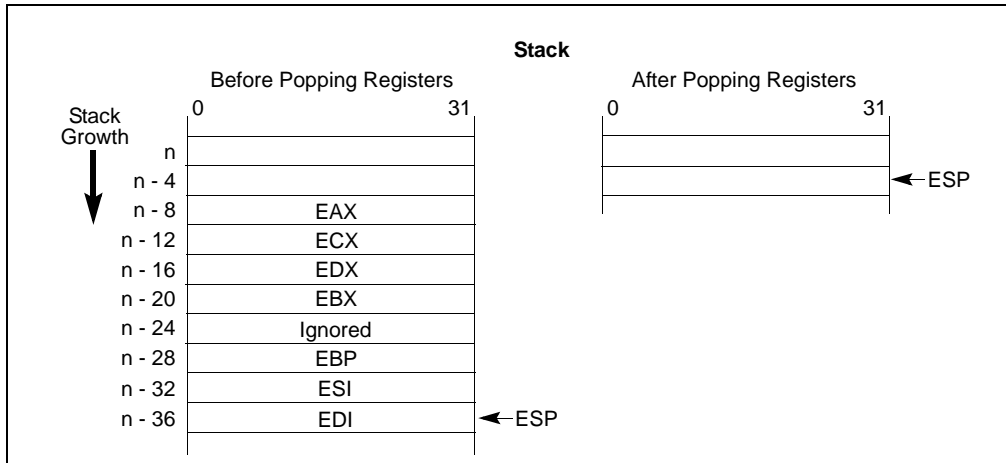 Stack
Before Popping Registers After Popping Registers
0 31 0 31
Stack
Growth
n
n - 4 ESP
n - 8 EAX
n - 12 ECX
n - 16 EDX
n - 20 EBX
n - 24 Ignored
n - 28 EBP
n - 32 ESI
n - 36 EDI ESP